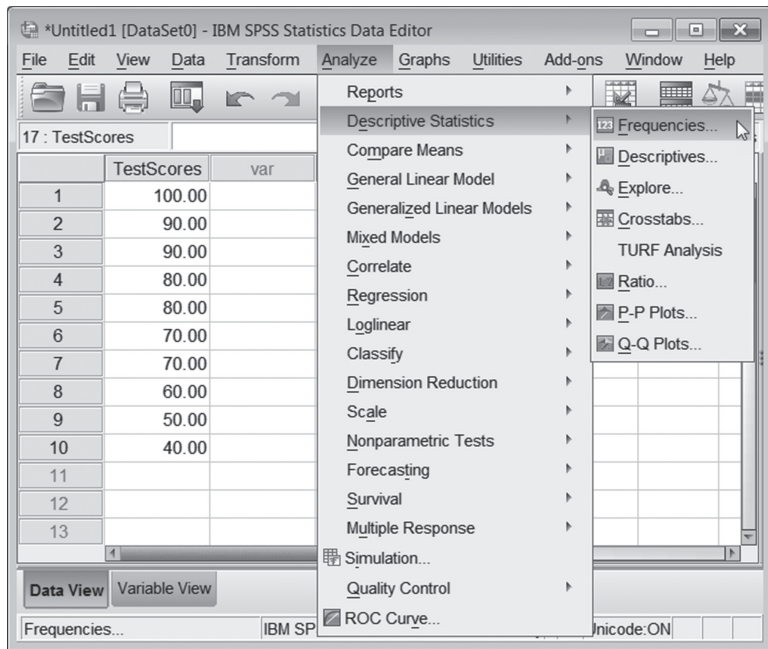 *Untitled1 [DataSet0] - IBM SPSS Statistics Data Editor
File Edit View Data Transform Analyze Graphs Utilities Add-ons Window Help
17 : TestScores
TestScores var
1 100.00
2 90.00
3 90.00
4 80.00
5 80.00
6 70.00
7 70.00
8 60.00
9 50.00
10 40.00
11
12
13
Reports
Descriptive Statistics
Compare Means
General Linear Model
Generalized Linear Models
Mixed Models
Correlate
Regression
Loglinear
Classify
Dimension Reduction
Scale
Nonparametric Tests
Forecasting
Survival
Multiple Response
Simulation...
Quality Control
ROC Curve...
Frequencies...
Descriptives...
Explore...
Crosstabs...
TURF Analysis
Ratio...
P-P Plots...
Q-Q Plots...
Data View Variable View
Frequencies... IBM SP Unicode:ON